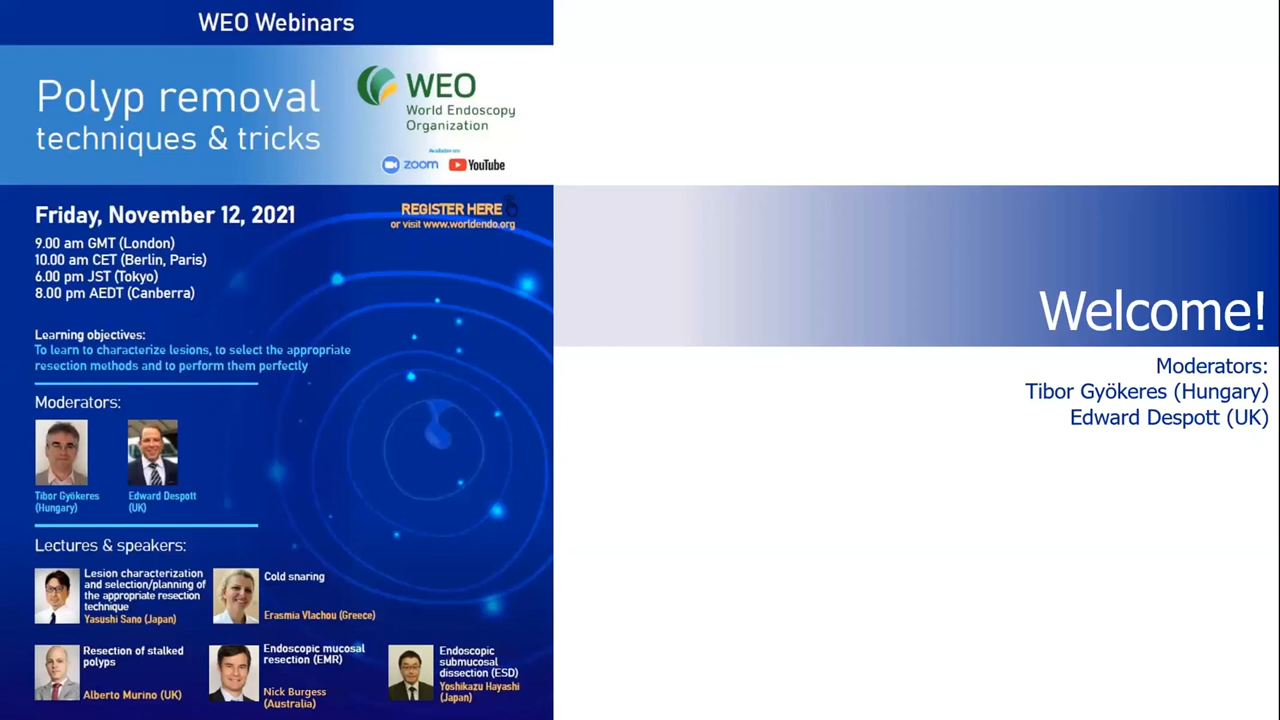 WEO Webinars
Polyp removal
techniques & tricks
WEO
World Endoscopy
Organization
Available on:
zoom
YouTube
Friday, November 12, 2021
9.00 am GMT (London)
10.00 am CET (Berlin, Paris)
6.00 pm JST (Tokyo)
8.00 pm AEDT (Canberra)
REGISTER HERE
or visit www.worldendo.org
Learning objectives:
To learn to characterize lesions, to select the appropriate
resection methods and to perform them perfectly
Moderators:
Tibor Gyökeres
(Hungary)
Edward Despott
(UK)
Lectures & speakers:
Lesion characterization
and selection/planning of
the appropriate resection
technique
Yasushi Sano (Japan)
Cold snaring
Erasmia Vlachou (Greece)
Resection of stalked
polyps
Alberto Murino (UK)
Endoscopic mucosal
resection (EMR)
Nick Burgess
(Australia)
Endoscopic
submucosal
dissection (ESD)
Yoshikazu Hayashi
(Japan)
Welcome!
Moderators:
Tibor Gyökeres (Hungary)
Edward Despott (UK)